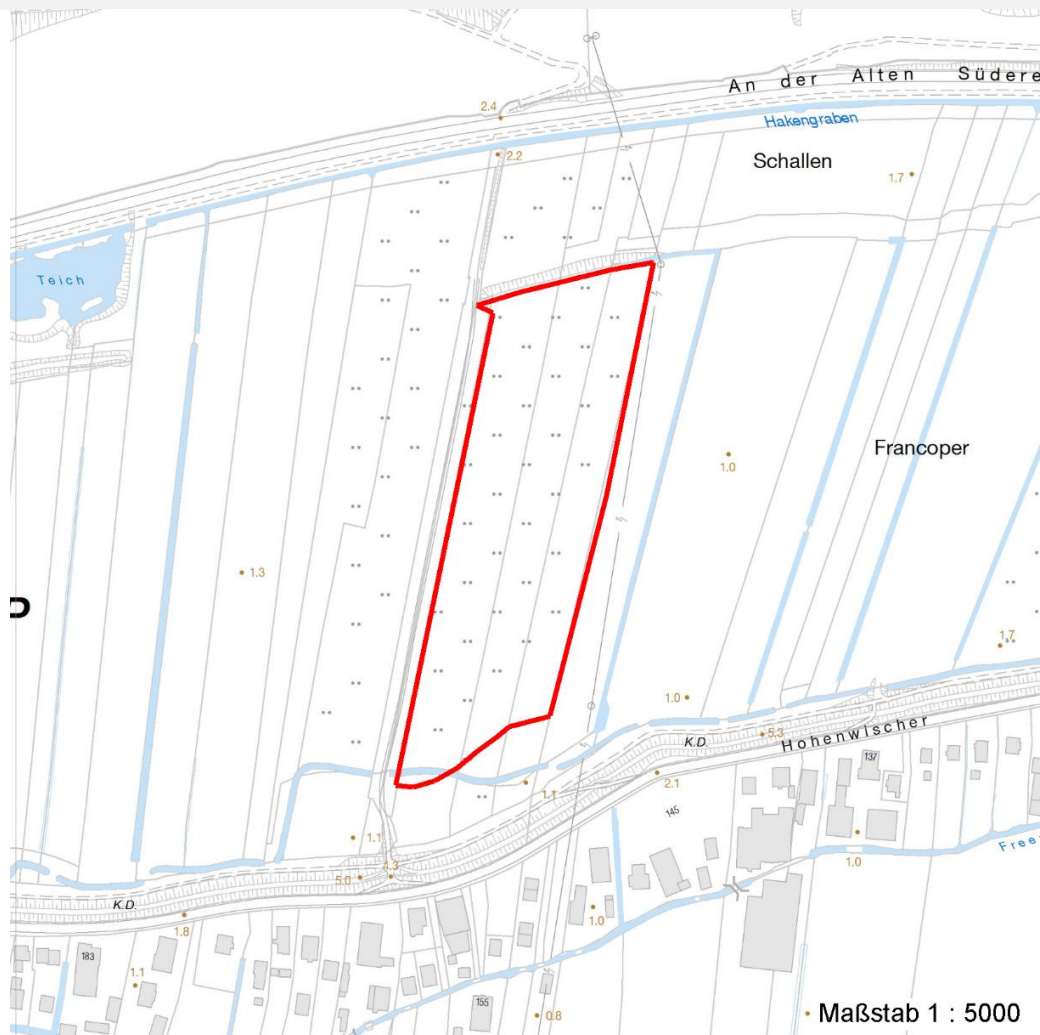 An der Alten Südere
2.4
Hakengraben
2.2
Schallen
1.7
Teich
Francoper
1.0
1.3
1.7
1.0
K.D.
5.3
Hohenwischer
137
2.1
1.1
145
1.1
1.0
Free
4.3
5.0
K.D.
1.8
1.0
183
1.1
155
0.8
Maßstab 1 : 5000